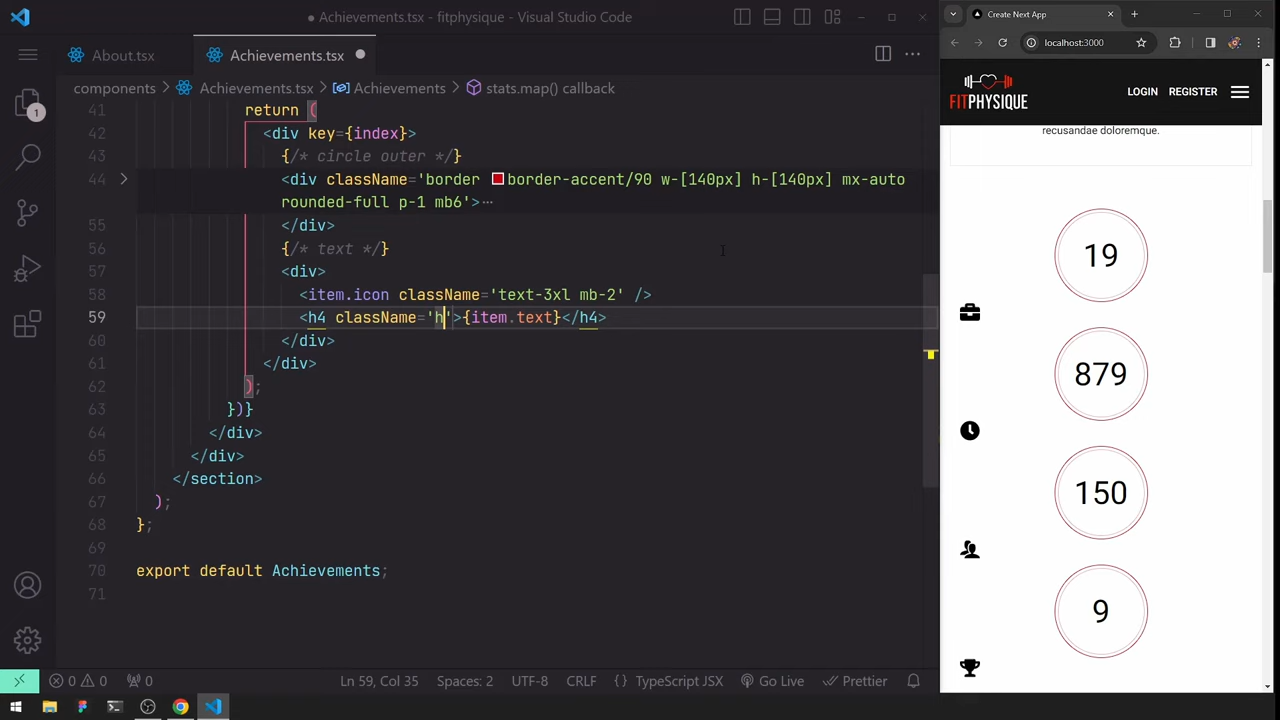 ● Achievements.tsx - fitphysique - Visual Studio Code
About.tsx
Achievements.tsx ●
components > Achievements.tsx > Achievements > stats.map() callback
41 return (
42 <div key={index}>
43 {/* circle outer */}
44 <div className='border border-accent/90 w-[140px] h-[140px] mx-auto
rounded-full p-1 mb6'>⋯
55 </div>
56 {/* text */}
57 <div>
58 <item.icon className='text-3xl mb-2' />
59 <h4 className='h'>{item.text}</h4>
60 </div>
61 </div>
62 );
63 })}
64 </div>
65 </div>
66 </section>
67 );
68 };
69
70 export default Achievements;
71
1
0 0 0
Ln 59, Col 35
Spaces: 2
UTF-8
CRLF
{} TypeScript JSX
Go Live
Prettier
Create Next App
localhost:3000
FITPHYSIQUE
LOGIN
REGISTER
recusandae doloremque.
19
879
150
9